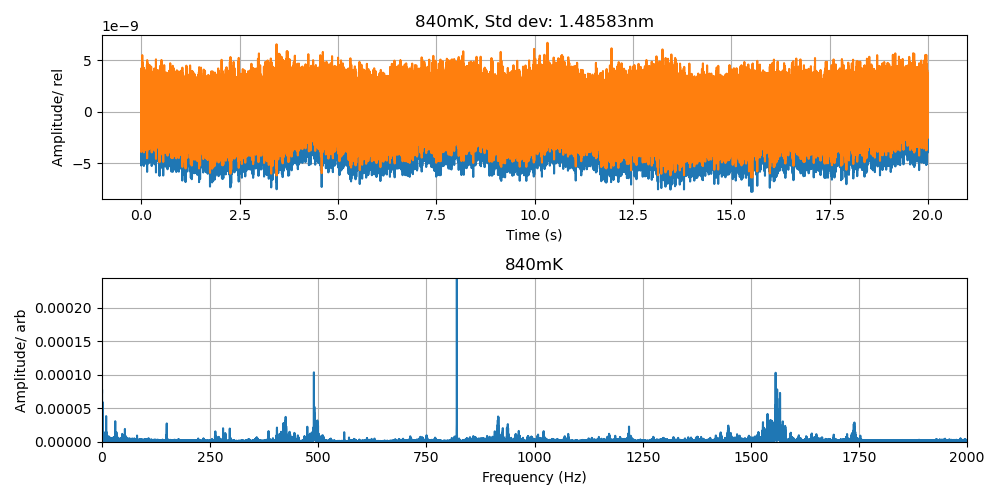 840mK, Std dev: 1.48583nm
1e−9
5
0
−5
Amplitude/ rel
0.0 2.5 5.0 7.5 10.0 12.5 15.0 17.5 20.0
Time (s)
840mK
0.00020
0.00015
0.00010
0.00005
0.00000
Amplitude/ arb
0 250 500 750 1000 1250 1500 1750 2000
Frequency (Hz)